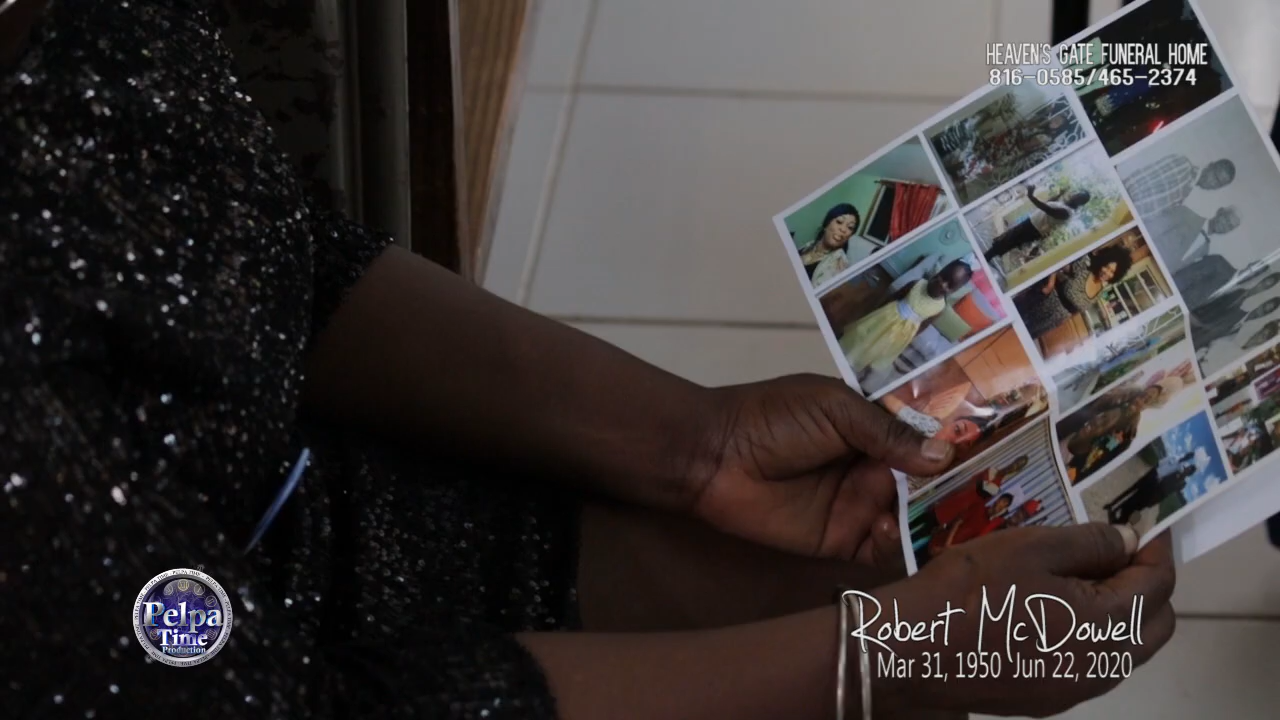 HEAVEN'S GATE FUNERAL HOME
816-0585/465-2374
Pelpa
Time
Production
Robert McDowell
Mar 31, 1950 Jun 22, 2020